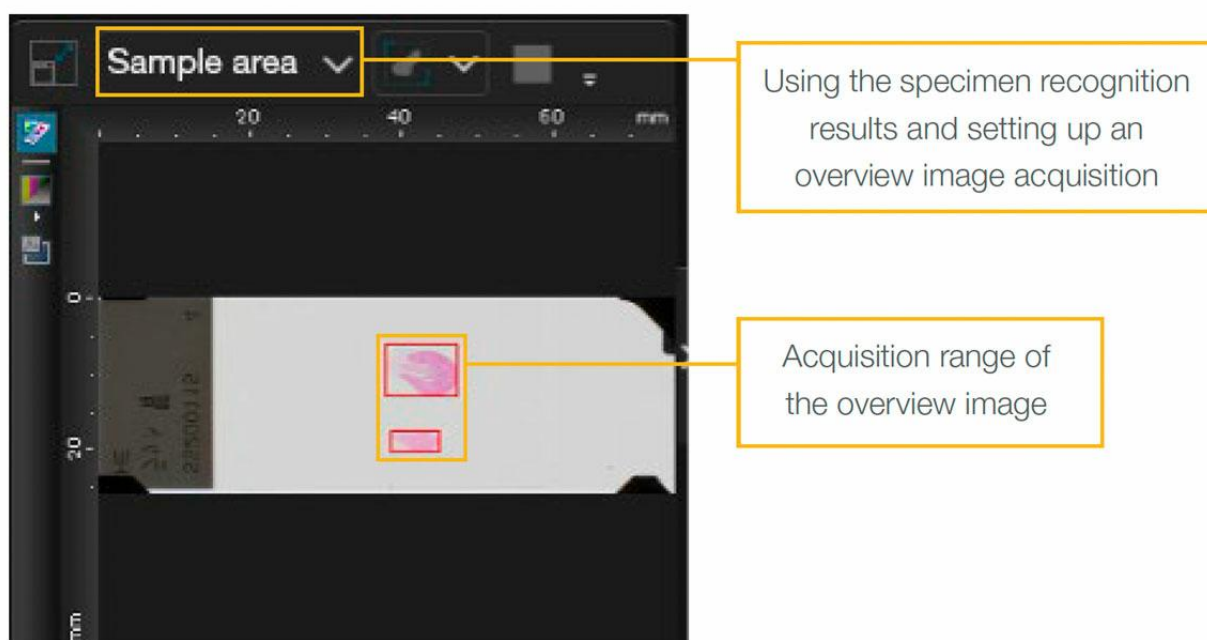 Sample area
20 40 60 mm
0
20
mm
Using the specimen recognition
results and setting up an
overview image acquisition
Acquisition range of
the overview image